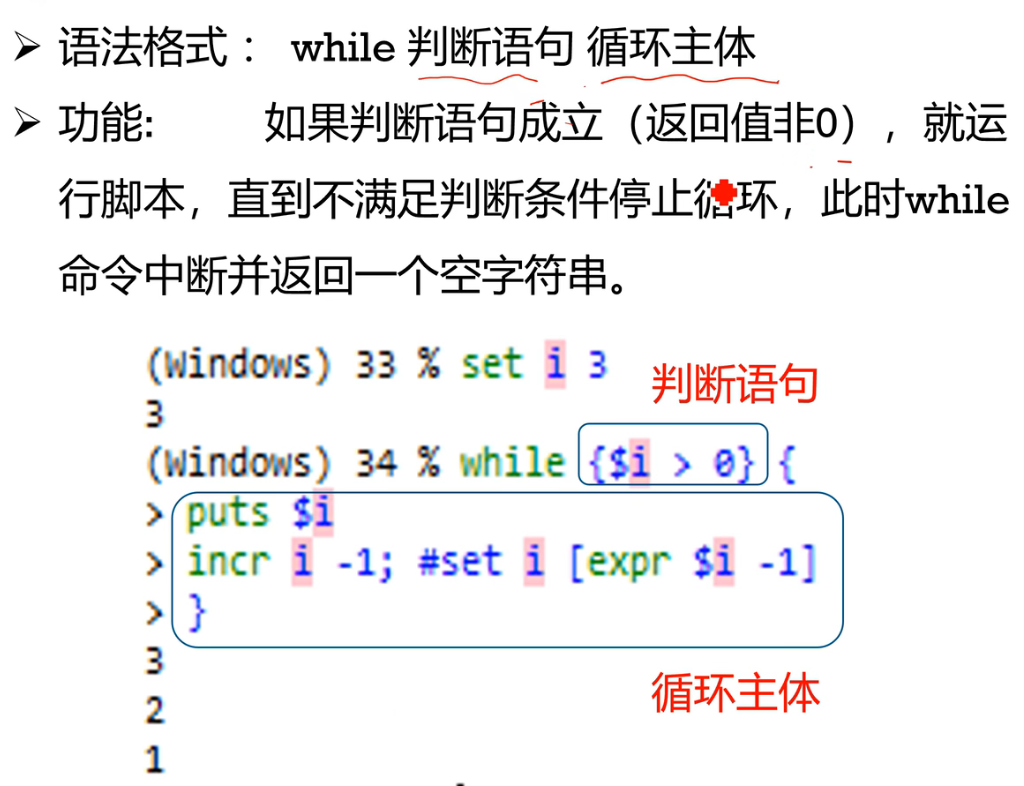 ➢ 语法格式： while 判断语句 循环主体
➢ 功能: 如果判断语句成立（返回值非0），就运
行脚本，直到不满足判断条件停止循环，此时while
命令中断并返回一个空字符串。
(Windows) 33 % set i 3
判断语句
3
(Windows) 34 % while {$i > 0} {
> puts $i
> incr i -1; #set i [expr $i -1]
> }
3
循环主体
2
1